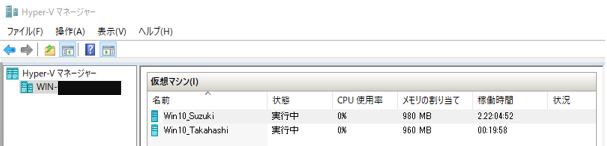 Hyper-V マネージャー
ファイル(F) 操作(A) 表示(V) ヘルプ(H)
Hyper-V マネージャー
WIN-
仮想マシン(I)
名前 状態 CPU 使用率 メモリの割り当て 稼働時間 状況
Win10_Suzuki 実行中 0% 980 MB 2.22:04:52
Win10_Takahashi 実行中 0% 960 MB 00:19:58